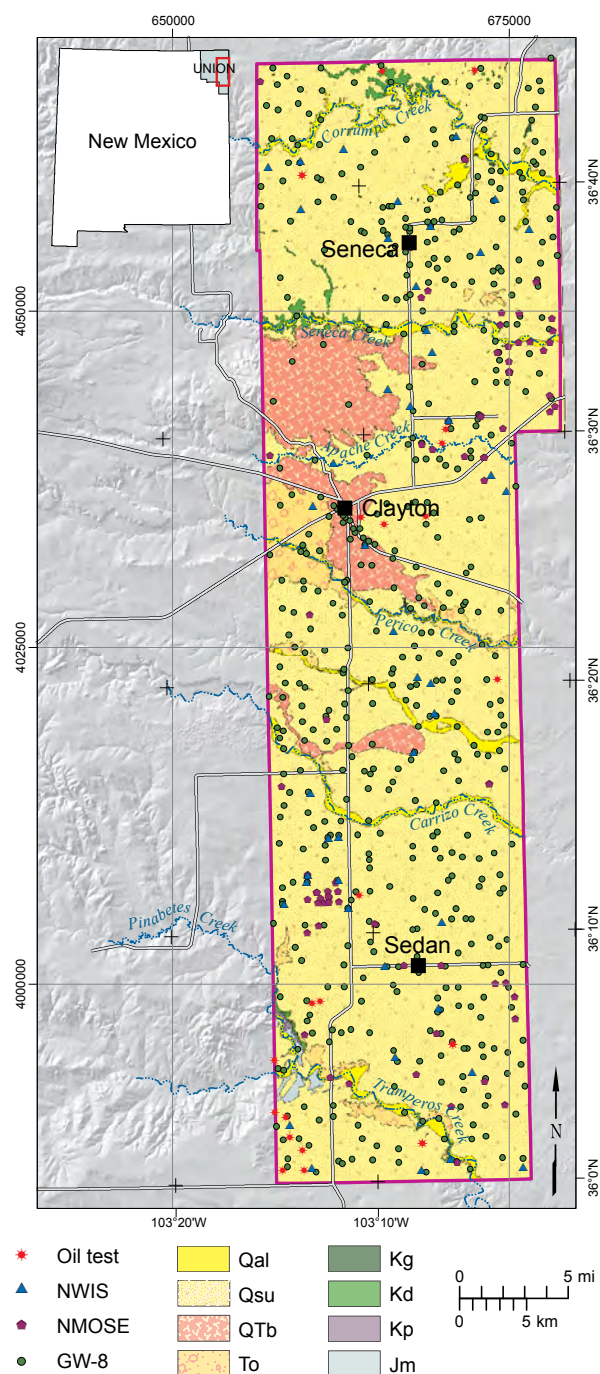 650000
675000
UNION
New Mexico
Corrumpa Creek
36°40'N
Seneca
4050000
Seneca Creek
36°30'N
Apache Creek
Clayton
Perico Creek
4025000
36°20'N
Carrizo Creek
Pinabetes Creek
36°10'N
Sedan
4000000
Tramperos Creek
N
36°0'N
103°20'W
103°10'W
Oil test
Qal
Kg
0 5 mi
NWIS
Qsu
Kd
0 5 km
NMOSE
QTb
Kp
GW-8
To
Jm